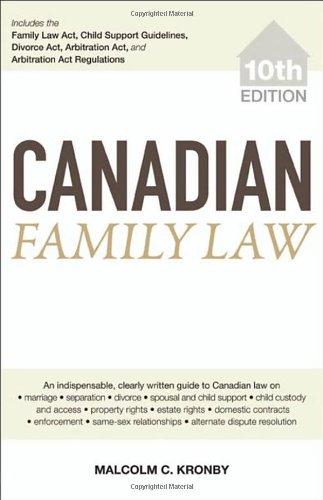 Includes the
Family Law Act, Child Support Guidelines,
Divorce Act, Arbitration Act, and
Arbitration Act Regulations
10th
EDITION
CANADIAN
FAMILY LAW
An indispensable, clearly written guide to Canadian law on
• marriage • separation • divorce • spousal and child support • child custody
and access • property rights • estate rights • domestic contracts
• enforcement • same-sex relationships • alternate dispute resolution
MALCOLM C. KRONBY